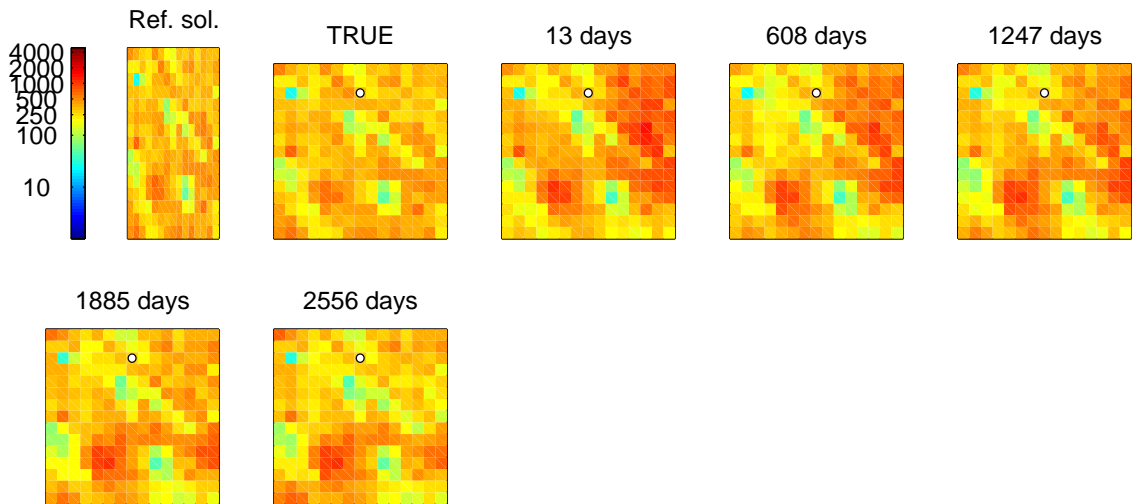 Ref. sol.
TRUE
13 days
608 days
1247 days
4000
2000
1000
500
250
100
10
1885 days
2556 days